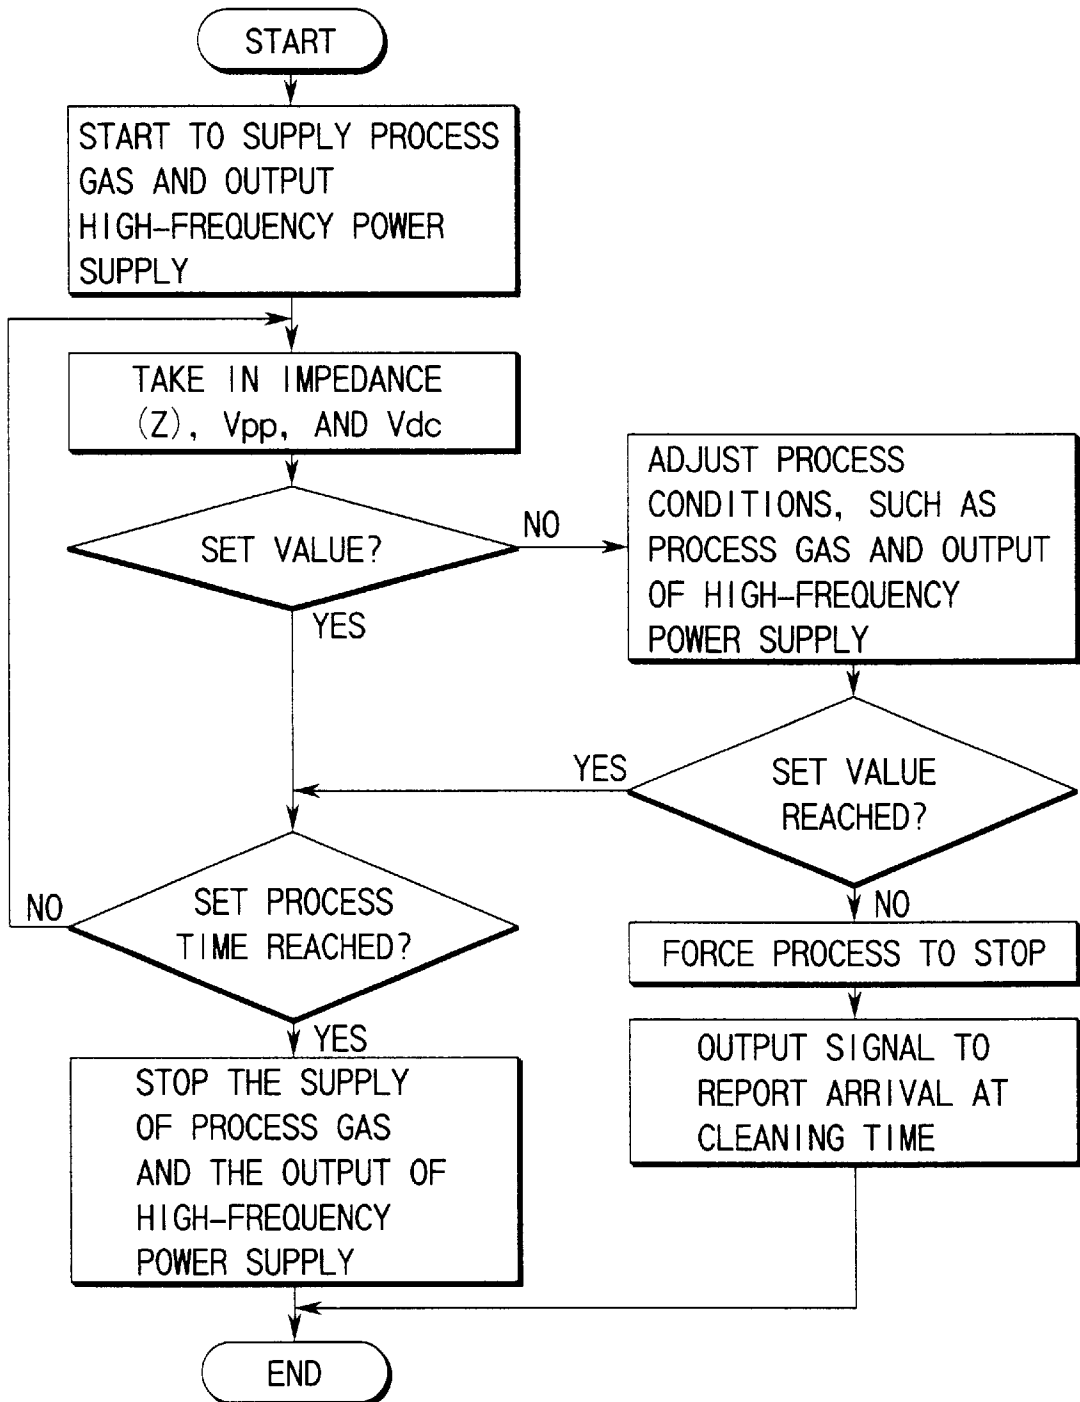 START
START TO SUPPLY PROCESS
GAS AND OUTPUT
HIGH-FREQUENCY POWER
SUPPLY
TAKE IN IMPEDANCE
(Z), Vpp, AND Vdc
SET VALUE?
NO
YES
ADJUST PROCESS
CONDITIONS, SUCH AS
PROCESS GAS AND OUTPUT
OF HIGH-FREQUENCY
POWER SUPPLY
SET VALUE
REACHED?
YES
NO
SET PROCESS
TIME REACHED?
NO
YES
FORCE PROCESS TO STOP
OUTPUT SIGNAL TO
REPORT ARRIVAL AT
CLEANING TIME
STOP THE SUPPLY
OF PROCESS GAS
AND THE OUTPUT OF
HIGH-FREQUENCY
POWER SUPPLY
END